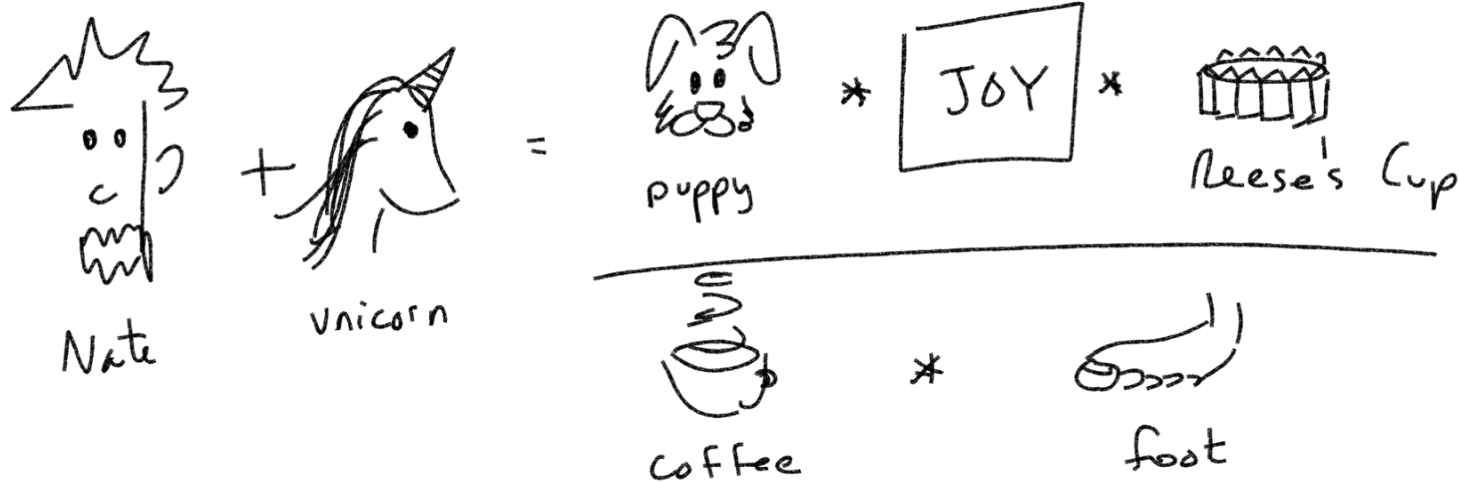 Nate + unicorn = puppy * JOY * Reese's Cup
coffee * foot